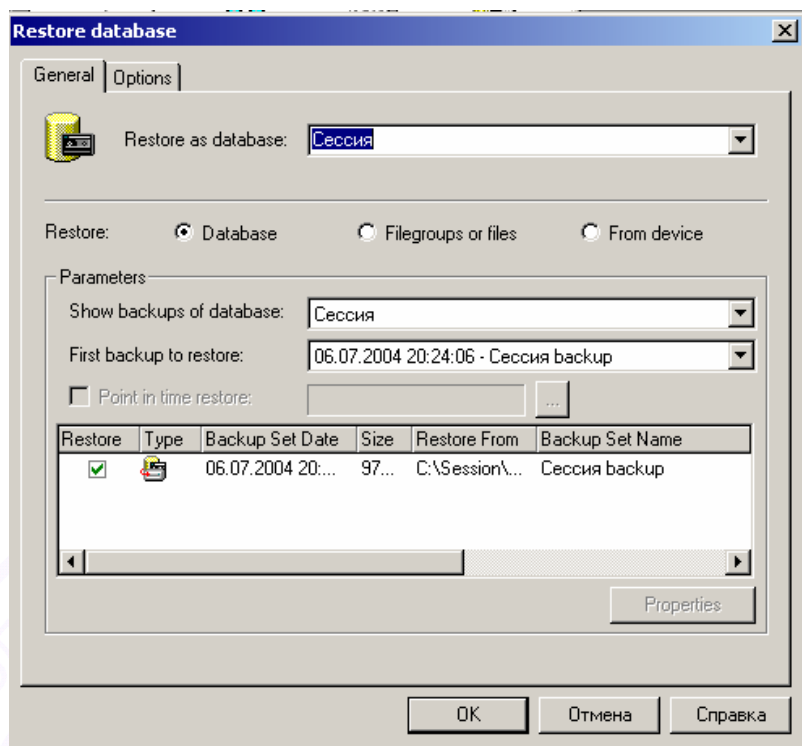 Restore database
General Options
Restore as database: Сессия
Restore: Database Filegroups or files From device
Parameters
Show backups of database: Сессия
First backup to restore: 06.07.2004 20:24:06 - Сессия backup
Point in time restore: ...
Restore Type Backup Set Date Size Restore From Backup Set Name
06.07.2004 20:... 97... C:\Session\... Сессия backup
Properties
OK Отмена Справка